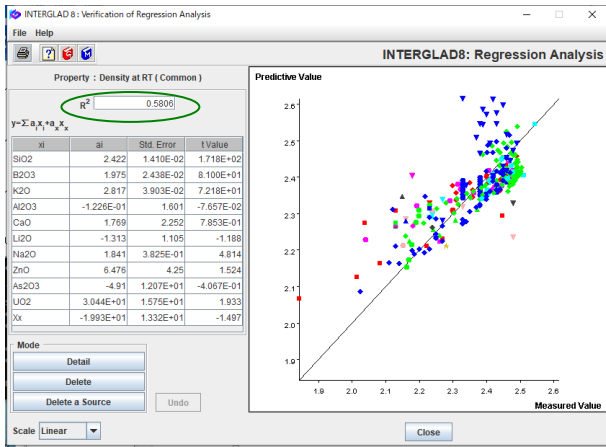 INTERGLAD 8 : Verification of Regression Analysis
File Help
INTERGLAD8: Regression Analysis
Property : Density at RT ( Common )
R² 0.5806
y=Σaᵢxᵢ+aₓxₓ
xi ai Std. Error t Value
SiO2 2.422 1.410E-02 1.718E+02
B2O3 1.975 2.438E-02 8.100E+01
K2O 2.817 3.903E-02 7.218E+01
Al2O3 -1.226E-01 1.601 -7.657E-02
CaO 1.769 2.252 7.853E-01
Li2O -1.313 1.105 -1.188
Na2O 1.841 3.825E-01 4.814
ZnO 6.476 4.25 1.524
As2O3 -4.91 1.207E+01 -4.067E-01
UO2 3.044E+01 1.575E+01 1.933
Xx -1.993E+01 1.332E+01 -1.497
Mode
Detail
Delete
Delete a Source Undo
Scale Linear
Predictive Value
2.6
2.5
2.4
2.3
2.2
2.1
2.0
1.9
1.9 2.0 2.1 2.2 2.3 2.4 2.5 2.6
Measured Value
Close